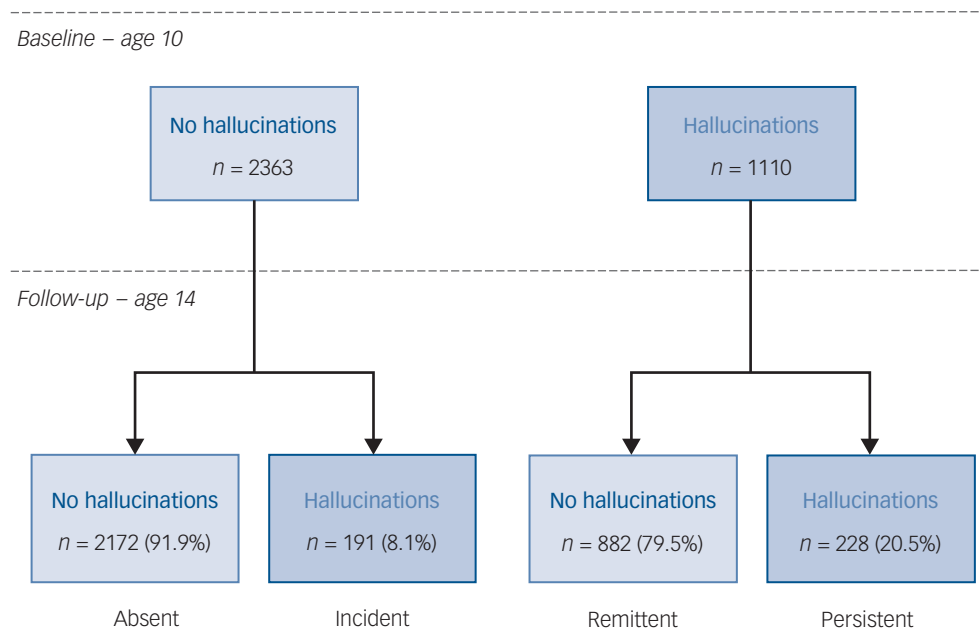 Baseline – age 10
No hallucinations
n = 2363
Hallucinations
n = 1110
Follow-up – age 14
No hallucinations
n = 2172 (91.9%)
Hallucinations
n = 191 (8.1%)
No hallucinations
n = 882 (79.5%)
Hallucinations
n = 228 (20.5%)
Absent
Incident
Remittent
Persistent